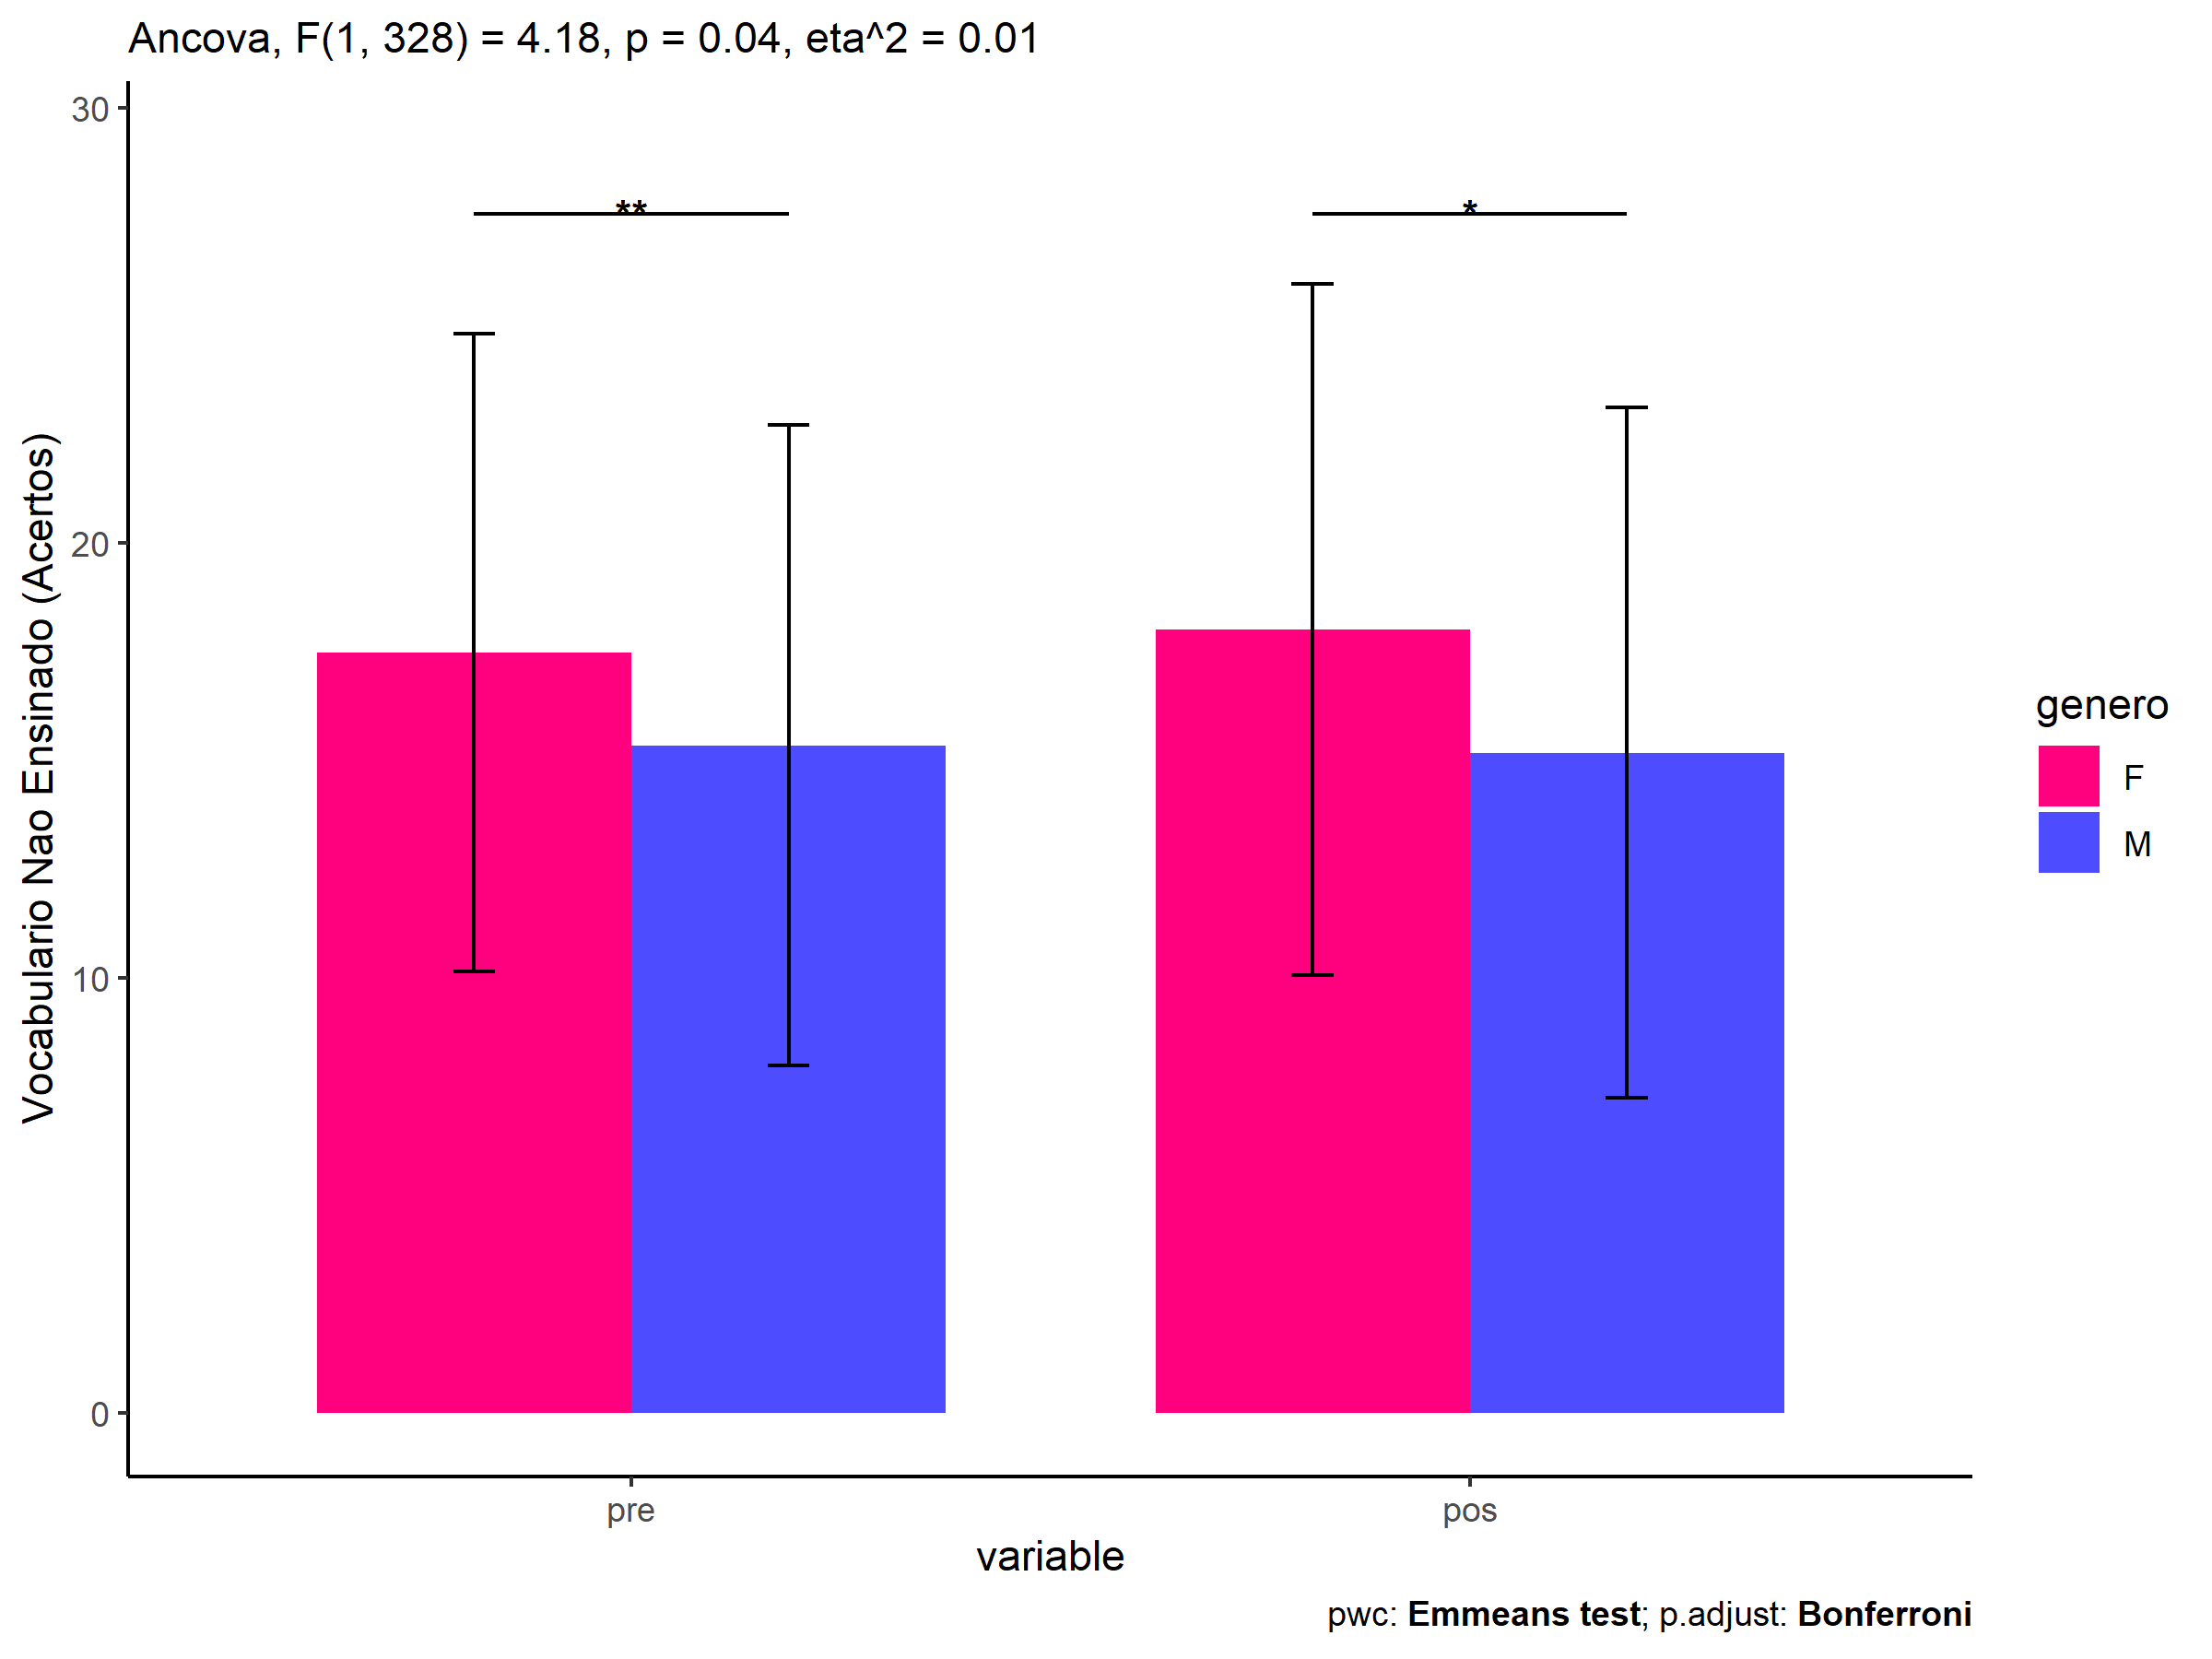 Ancova, F(1, 328) = 4.18, p = 0.04, eta^2 = 0.01
30
20
10
0
Vocabulario Nao Ensinado (Acertos)
**
*
pre
pos
variable
genero
F
M
pwc: Emmeans test; p.adjust: Bonferroni